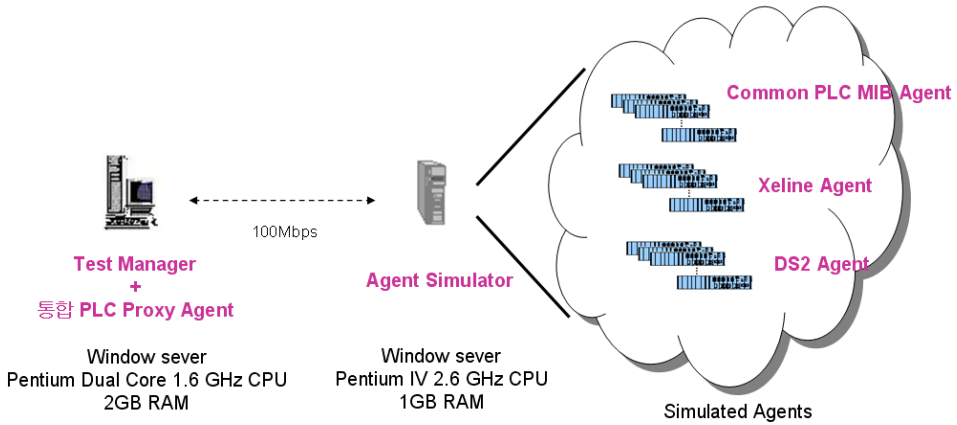 Common PLC MIB Agent
Xeline Agent
DS2 Agent
100Mbps
Test Manager
+
통합 PLC Proxy Agent
Agent Simulator
Window sever
Pentium Dual Core 1.6 GHz CPU
2GB RAM
Window sever
Pentium IV 2.6 GHz CPU
1GB RAM
Simulated Agents